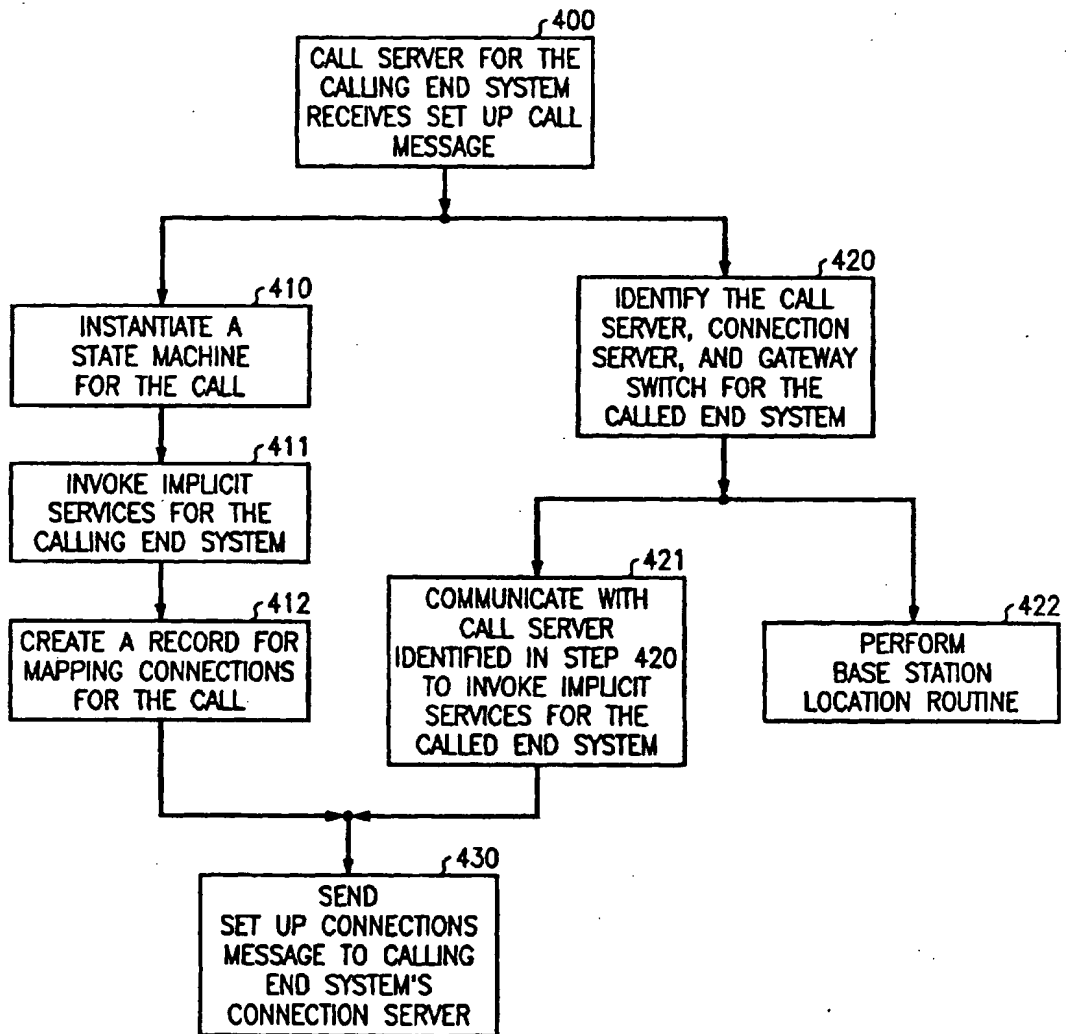 400
CALL SERVER FOR THE
CALLING END SYSTEM
RECEIVES SET UP CALL
MESSAGE
410
INSTANTIATE A
STATE MACHINE
FOR THE CALL
420
IDENTIFY THE CALL
SERVER, CONNECTION
SERVER, AND GATEWAY
SWITCH FOR THE
CALLED END SYSTEM
411
INVOKE IMPLICIT
SERVICES FOR THE
CALLING END SYSTEM
412
CREATE A RECORD FOR
MAPPING CONNECTIONS
FOR THE CALL
421
COMMUNICATE WITH
CALL SERVER
IDENTIFIED IN STEP 420
TO INVOKE IMPLICIT
SERVICES FOR THE
CALLED END SYSTEM
422
PERFORM
BASE STATION
LOCATION ROUTINE
430
SEND
SET UP CONNECTIONS
MESSAGE TO CALLING
END SYSTEM'S
CONNECTION SERVER